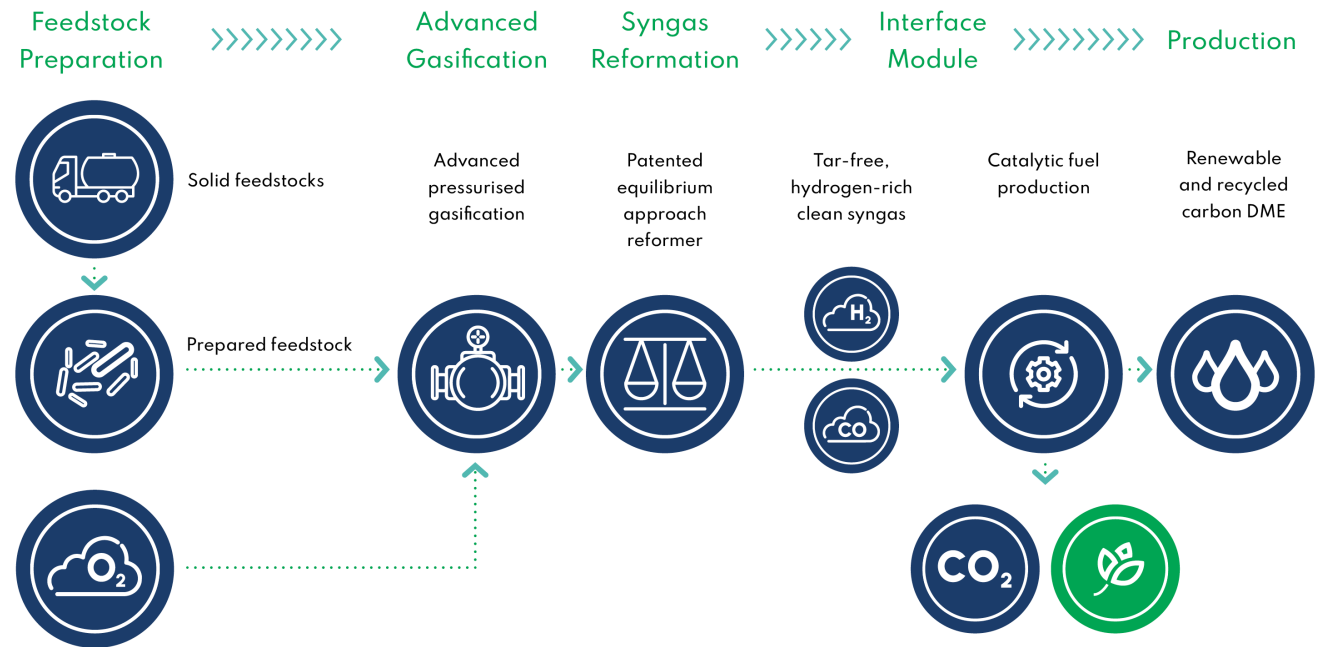 Feedstock
Preparation
Advanced
Gasification
Syngas
Reformation
Interface
Module
Production
Solid feedstocks
Advanced
pressurised
gasification
Patented
equilibrium
approach
reformer
Tar-free,
hydrogen-rich
clean syngas
Catalytic fuel
production
Renewable
and recycled
carbon DME
H₂
Prepared feedstock
CO
O₂
CO₂